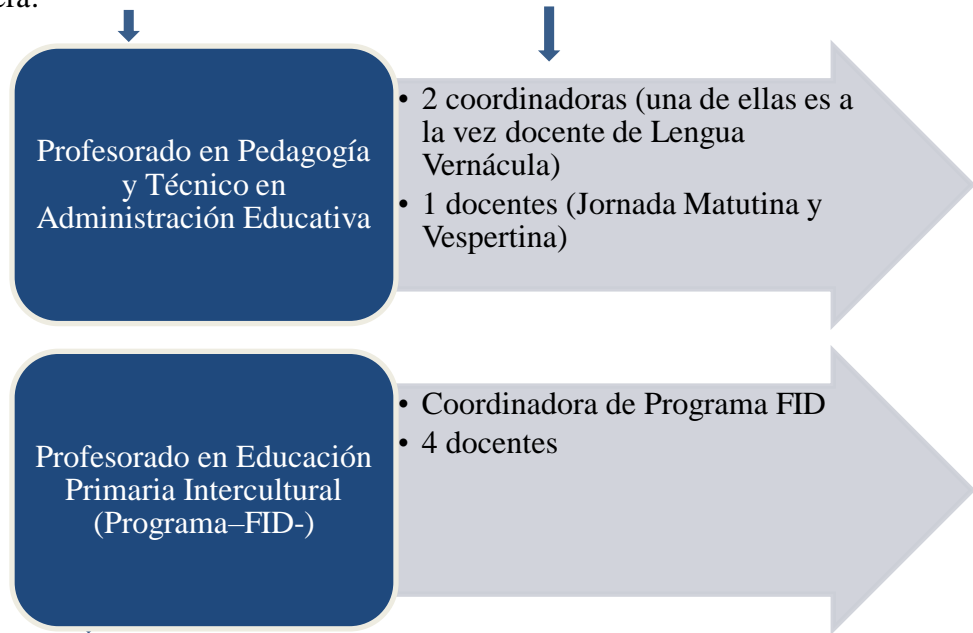 Profesorado en Pedagogía
y Técnico en
Administración Educativa
• 2 coordinadoras (una de ellas es a
la vez docente de Lengua
Vernácula)
• 1 docentes (Jornada Matutina y
Vespertina)
Profesorado en Educación
Primaria Intercultural
(Programa–FID-)
• Coordinadora de Programa FID
• 4 docentes